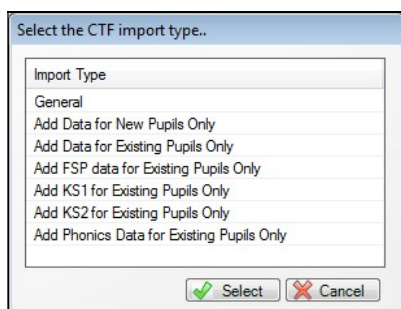 Select the CTF import type..
Import Type
General
Add Data for New Pupils Only
Add Data for Existing Pupils Only
Add FSP data for Existing Pupils Only
Add KS1 for Existing Pupils Only
Add KS2 for Existing Pupils Only
Add Phonics Data for Existing Pupils Only
Select Cancel